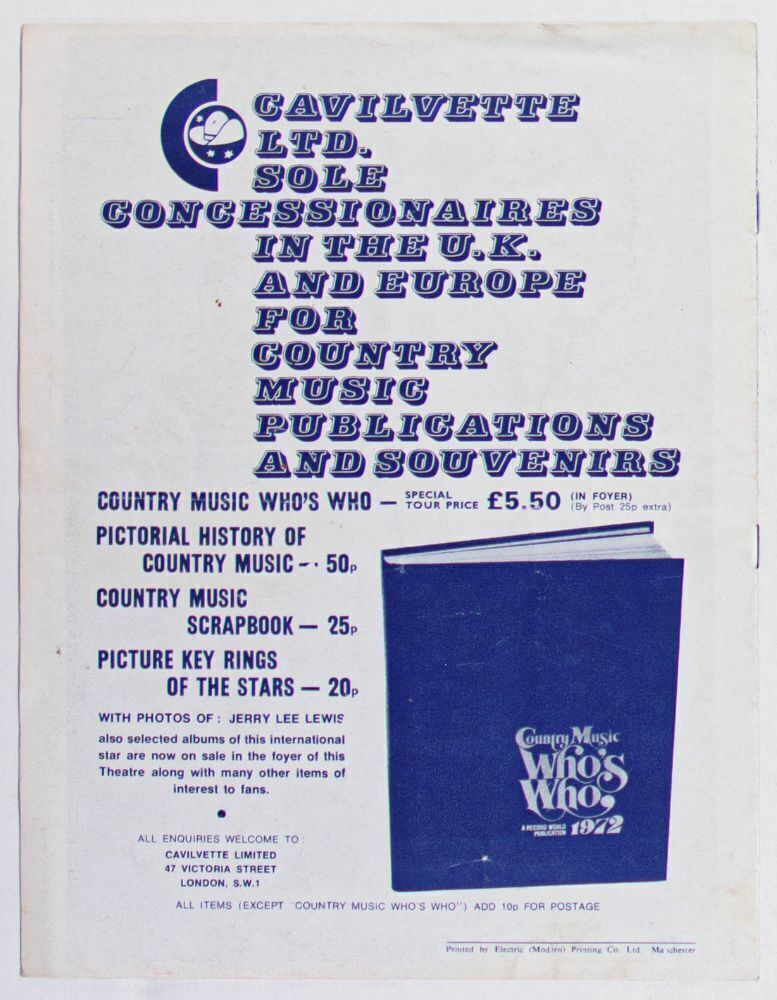 CAVILVETTE
LTD.
SOLE
CONCESSIONAIRES
IN THE U.K.
AND EUROPE
FOR
COUNTRY
MUSIC
PUBLICATIONS
AND SOUVENIRS
COUNTRY MUSIC WHO'S WHO — SPECIAL TOUR PRICE £5.50 (IN FOYER) (By Post 25p extra)
PICTORIAL HISTORY OF
COUNTRY MUSIC -· 50p
COUNTRY MUSIC
SCRAPBOOK — 25p
PICTURE KEY RINGS
OF THE STARS — 20p
WITH PHOTOS OF : JERRY LEE LEWIS
also selected albums of this international
star are now on sale in the foyer of this
Theatre along with many other items of
interest to fans.
ALL ENQUIRIES WELCOME TO :
CAVILVETTE LIMITED
47 VICTORIA STREET
LONDON, S.W.1
Country Music
Who's
Who,
A RECORD WORLD
PUBLICATION 1972
ALL ITEMS (EXCEPT "COUNTRY MUSIC WHO'S WHO") ADD 10p FOR POSTAGE
Printed by Electric (Modern) Printing Co. Ltd. Manchester